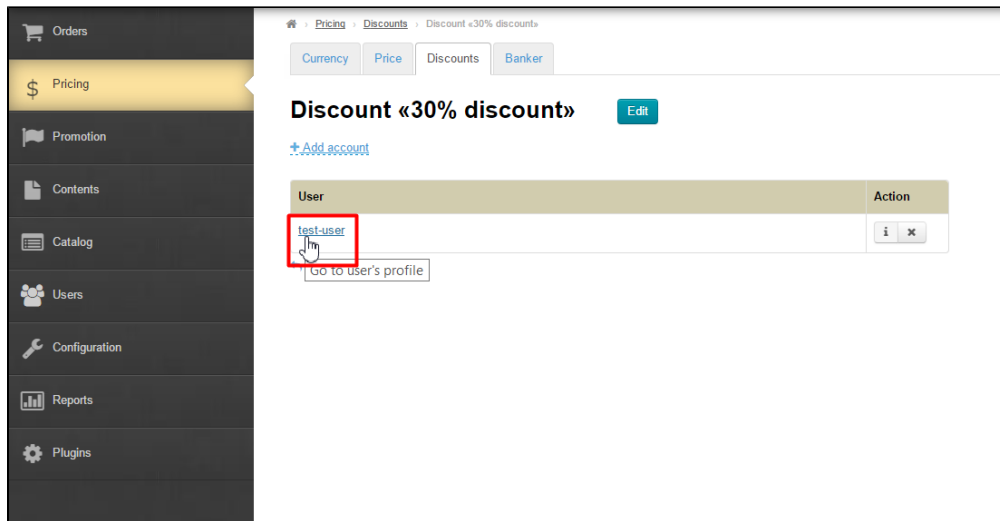 Orders
Pricing
Promotion
Contents
Catalog
Users
Configuration
Reports
Plugins
Pricing › Discounts › Discount «30% discount»
Currency Price Discounts Banker
Discount «30% discount» Edit
+ Add account
User Action
test-user i ×
Go to user's profile